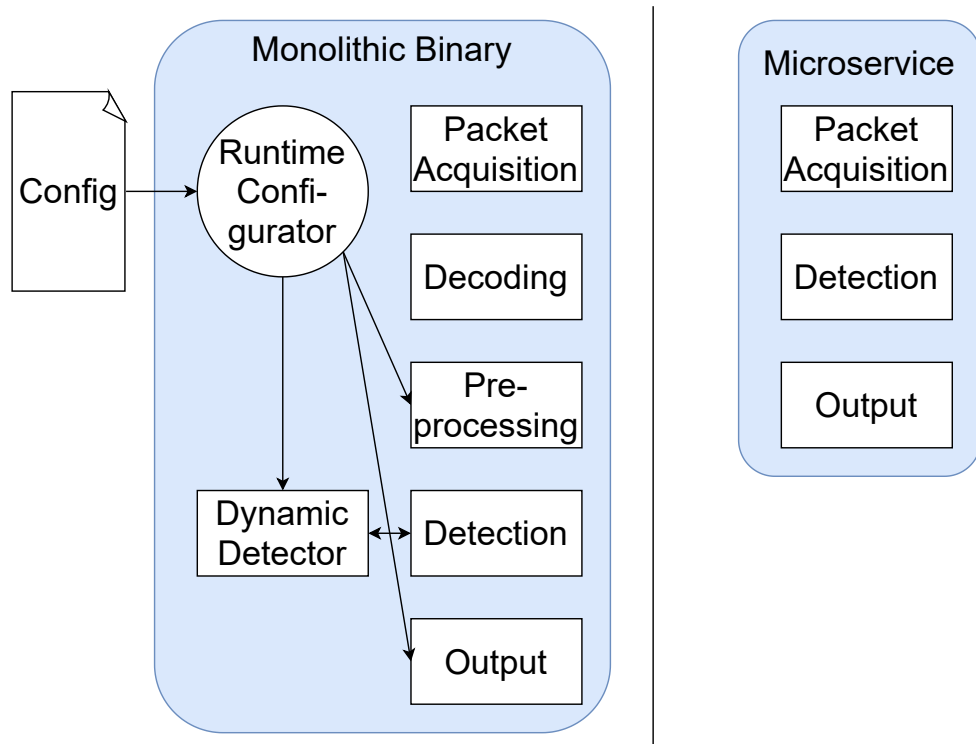 Monolithic Binary
Config
Runtime
Confi-
gurator
Packet
Acquisition
Decoding
Pre-
processing
Dynamic
Detector
Detection
Output
Microservice
Packet
Acquisition
Detection
Output